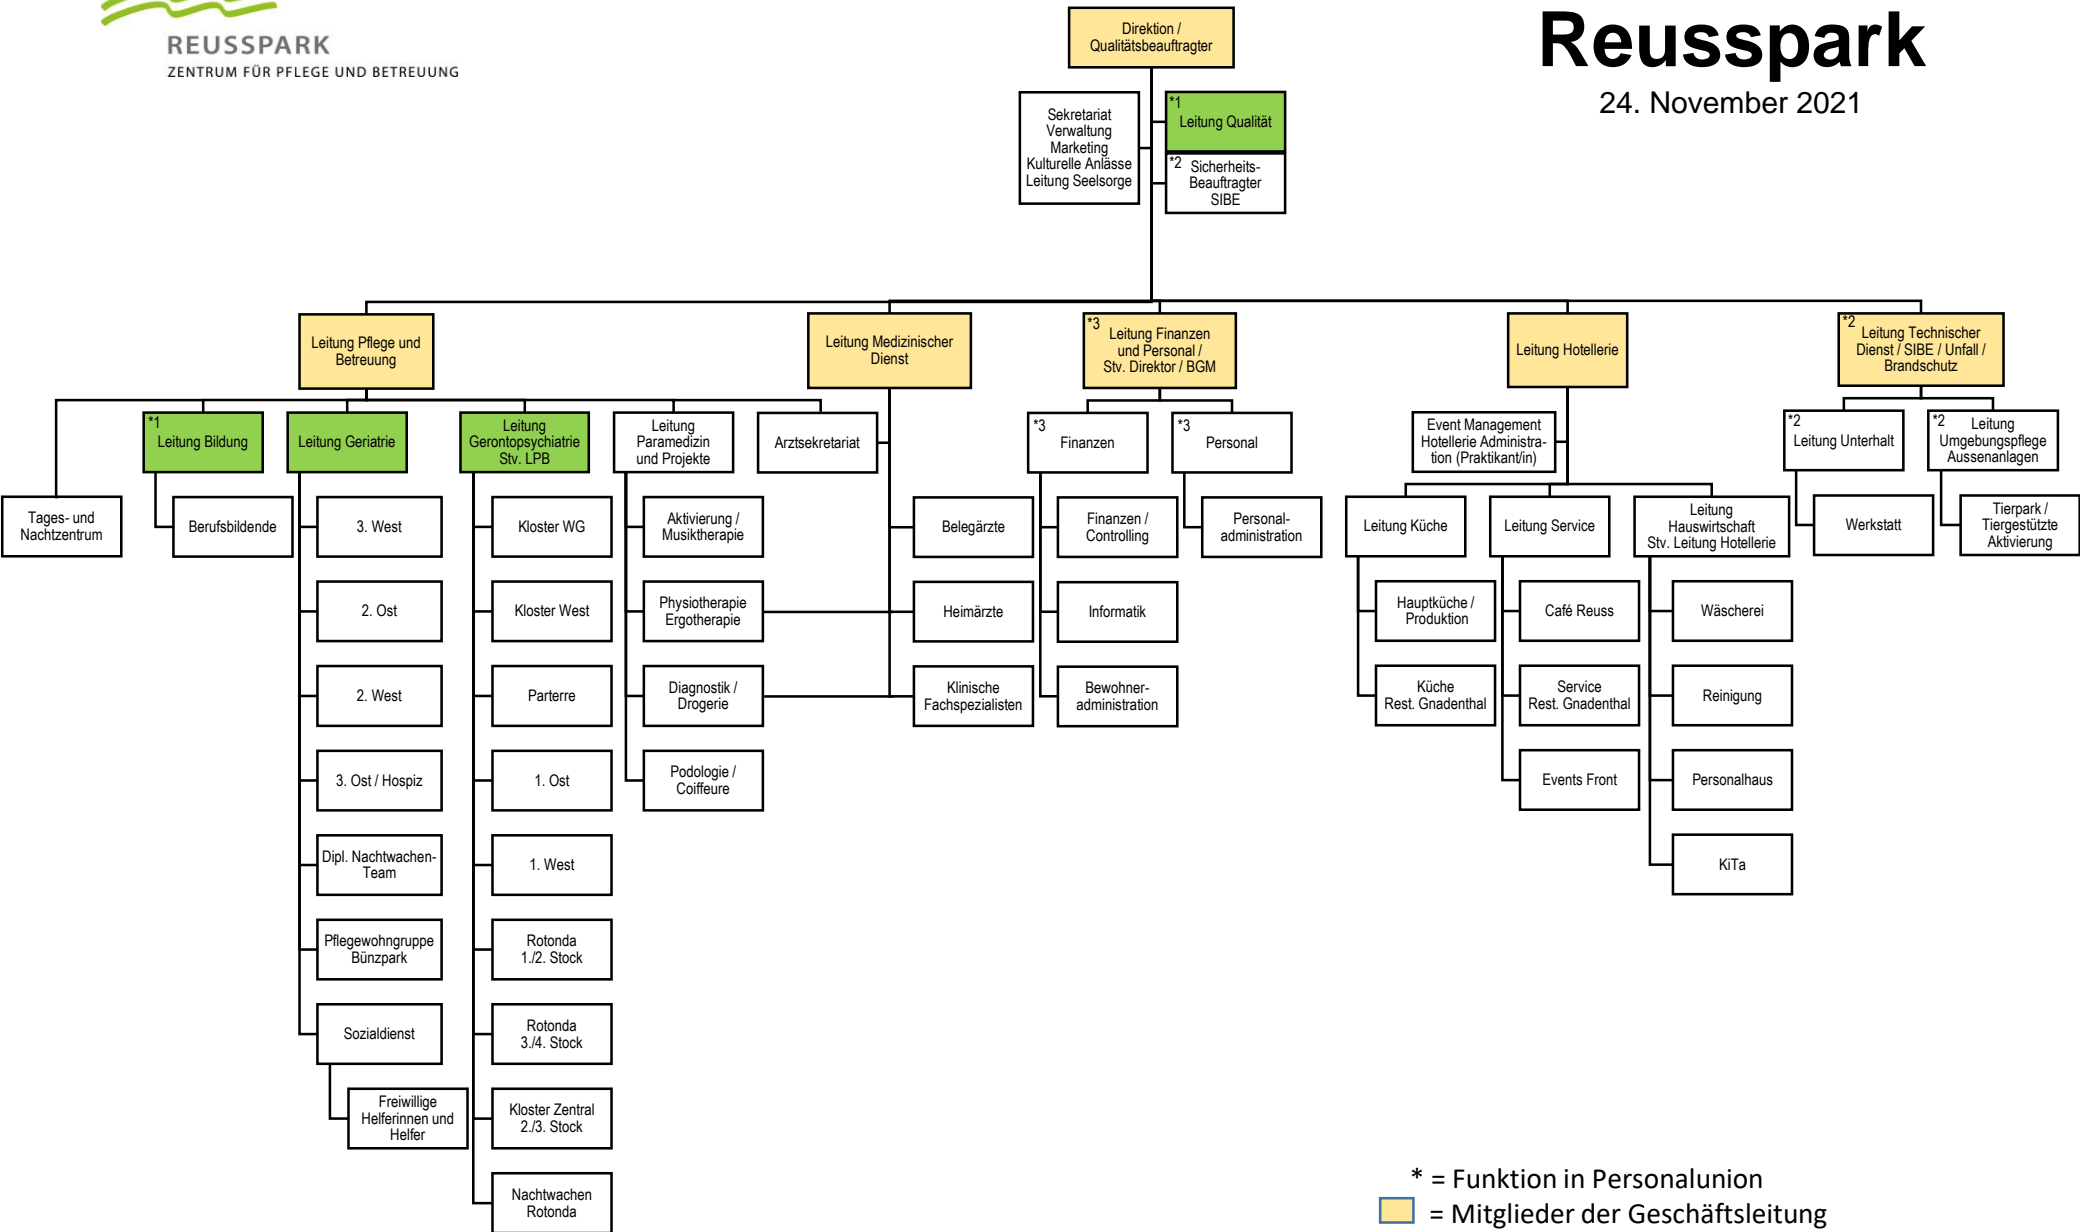 REUSSPARK
ZENTRUM FÜR PFLEGE UND BETREUUNG
Reusspark
24. November 2021
Direktion /
Qualitätsbeauftragter
Sekretariat
Verwaltung
Marketing
Kulturelle Anlässe
Leitung Seelsorge
*1
Leitung Qualität
*2 Sicherheits-
Beauftragter
SIBE
Leitung Pflege und
Betreuung
Leitung Medizinischer
Dienst
*3
Leitung Finanzen
und Personal /
Stv. Direktor / BGM
Leitung Hotellerie
*2
Leitung Technischer
Dienst / SIBE / Unfall /
Brandschutz
Tages- und
Nachtzentrum
*1
Leitung Bildung
Berufsbildende
Leitung Geriatrie
3. West
2. Ost
2. West
3. Ost / Hospiz
Dipl. Nachtwachen-
Team
Pflegewohngruppe
Bünzpark
Sozialdienst
Freiwillige
Helferinnen und
Helfer
Leitung
Gerontopsychiatrie
Stv. LPB
Kloster WG
Kloster West
Parterre
1. Ost
1. West
Rotonda
1./2. Stock
Rotonda
3./4. Stock
Kloster Zentral
2./3. Stock
Nachtwachen
Rotonda
Leitung
Paramedizin
und Projekte
Aktivierung /
Musiktherapie
Physiotherapie
Ergotherapie
Diagnostik /
Drogerie
Podologie /
Coiffeure
Arztsekretariat
Belegärzte
Heimärzte
Klinische
Fachspezialisten
*3
Finanzen
Finanzen /
Controlling
Informatik
Bewohner-
administration
*3
Personal
Personal-
administration
Event Management
Hotellerie Administra-
tion (Praktikant/in)
Leitung Küche
Hauptküche /
Produktion
Küche
Rest. Gnadenthal
Leitung Service
Café Reuss
Service
Rest. Gnadenthal
Events Front
Leitung
Hauswirtschaft
Stv. Leitung Hotellerie
Wäscherei
Reinigung
Personalhaus
KiTa
*2
Leitung Unterhalt
Werkstatt
*2 Leitung
Umgebungspflege
Aussenanlagen
Tierpark /
Tiergestützte
Aktivierung
* = Funktion in Personalunion
= Mitglieder der Geschäftsleitung